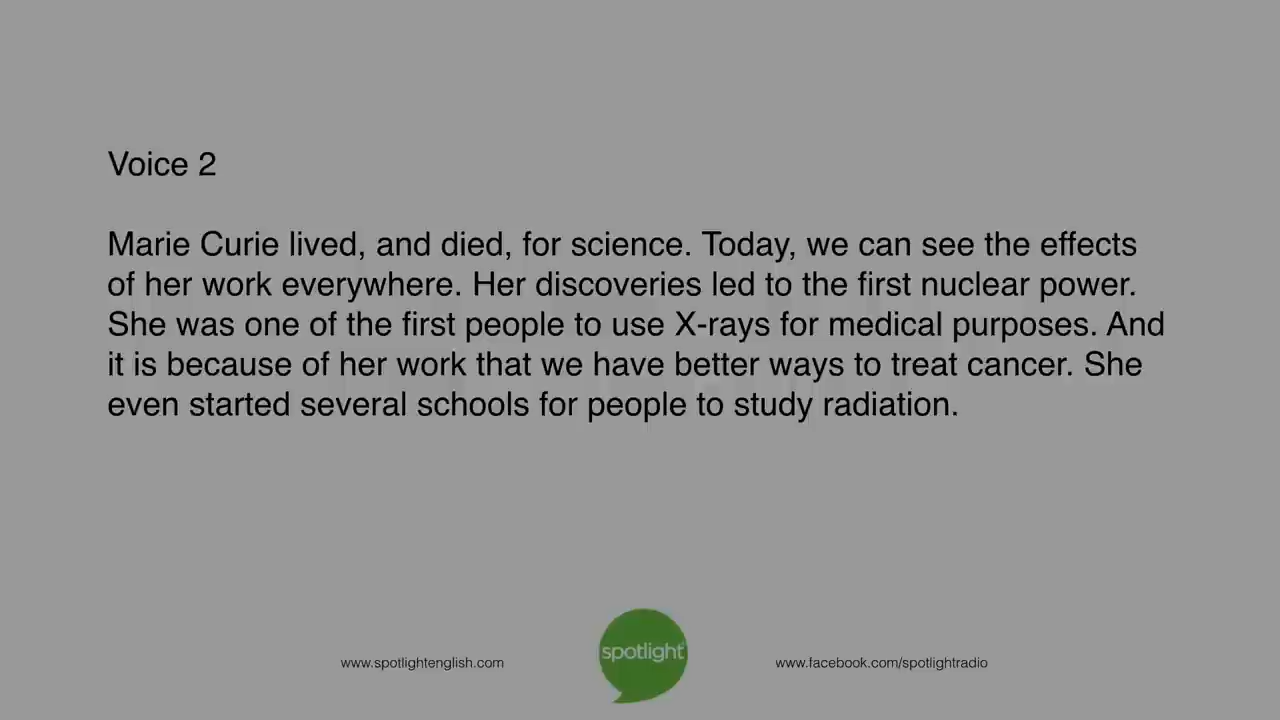 Voice 2
Marie Curie lived, and died, for science. Today, we can see the effects
of her work everywhere. Her discoveries led to the first nuclear power.
She was one of the first people to use X-rays for medical purposes. And
it is because of her work that we have better ways to treat cancer. She
even started several schools for people to study radiation.
spotlight
www.spotlightenglish.com
www.facebook.com/spotlightradio